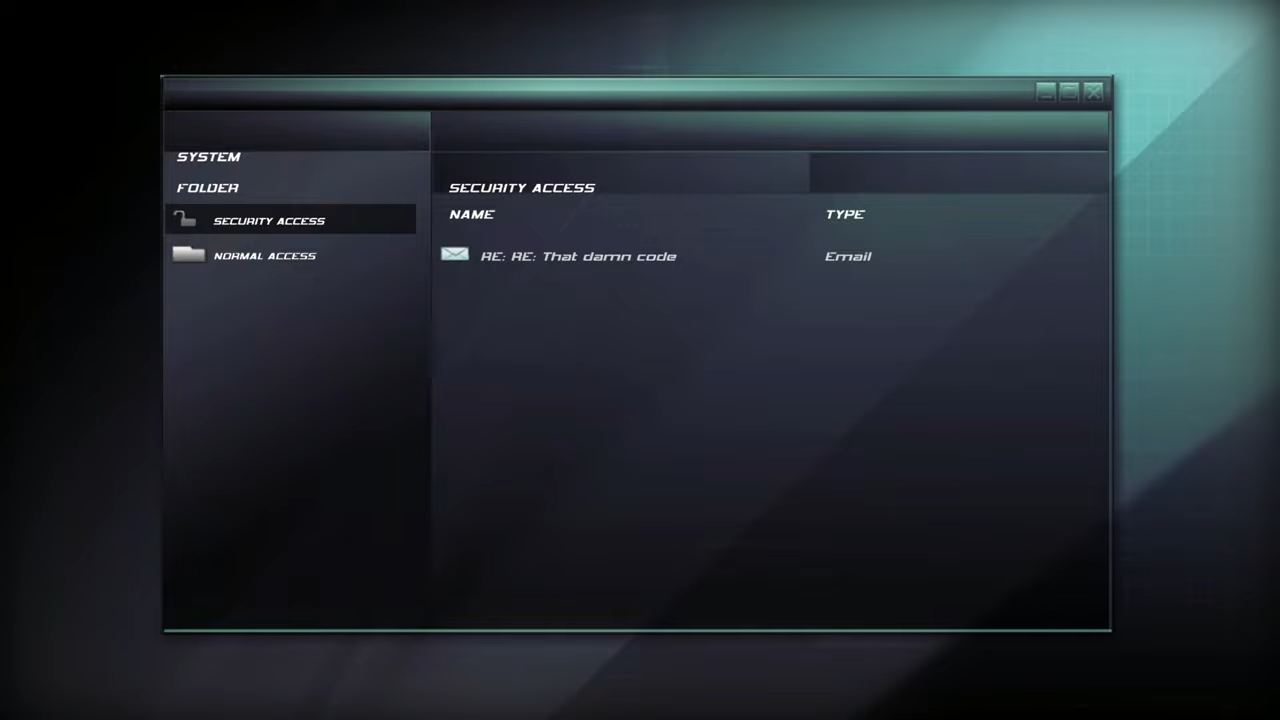 SYSTEM
FOLDER
SECURITY ACCESS
NORMAL ACCESS
SECURITY ACCESS
NAME TYPE
RE: RE: That damn code Email